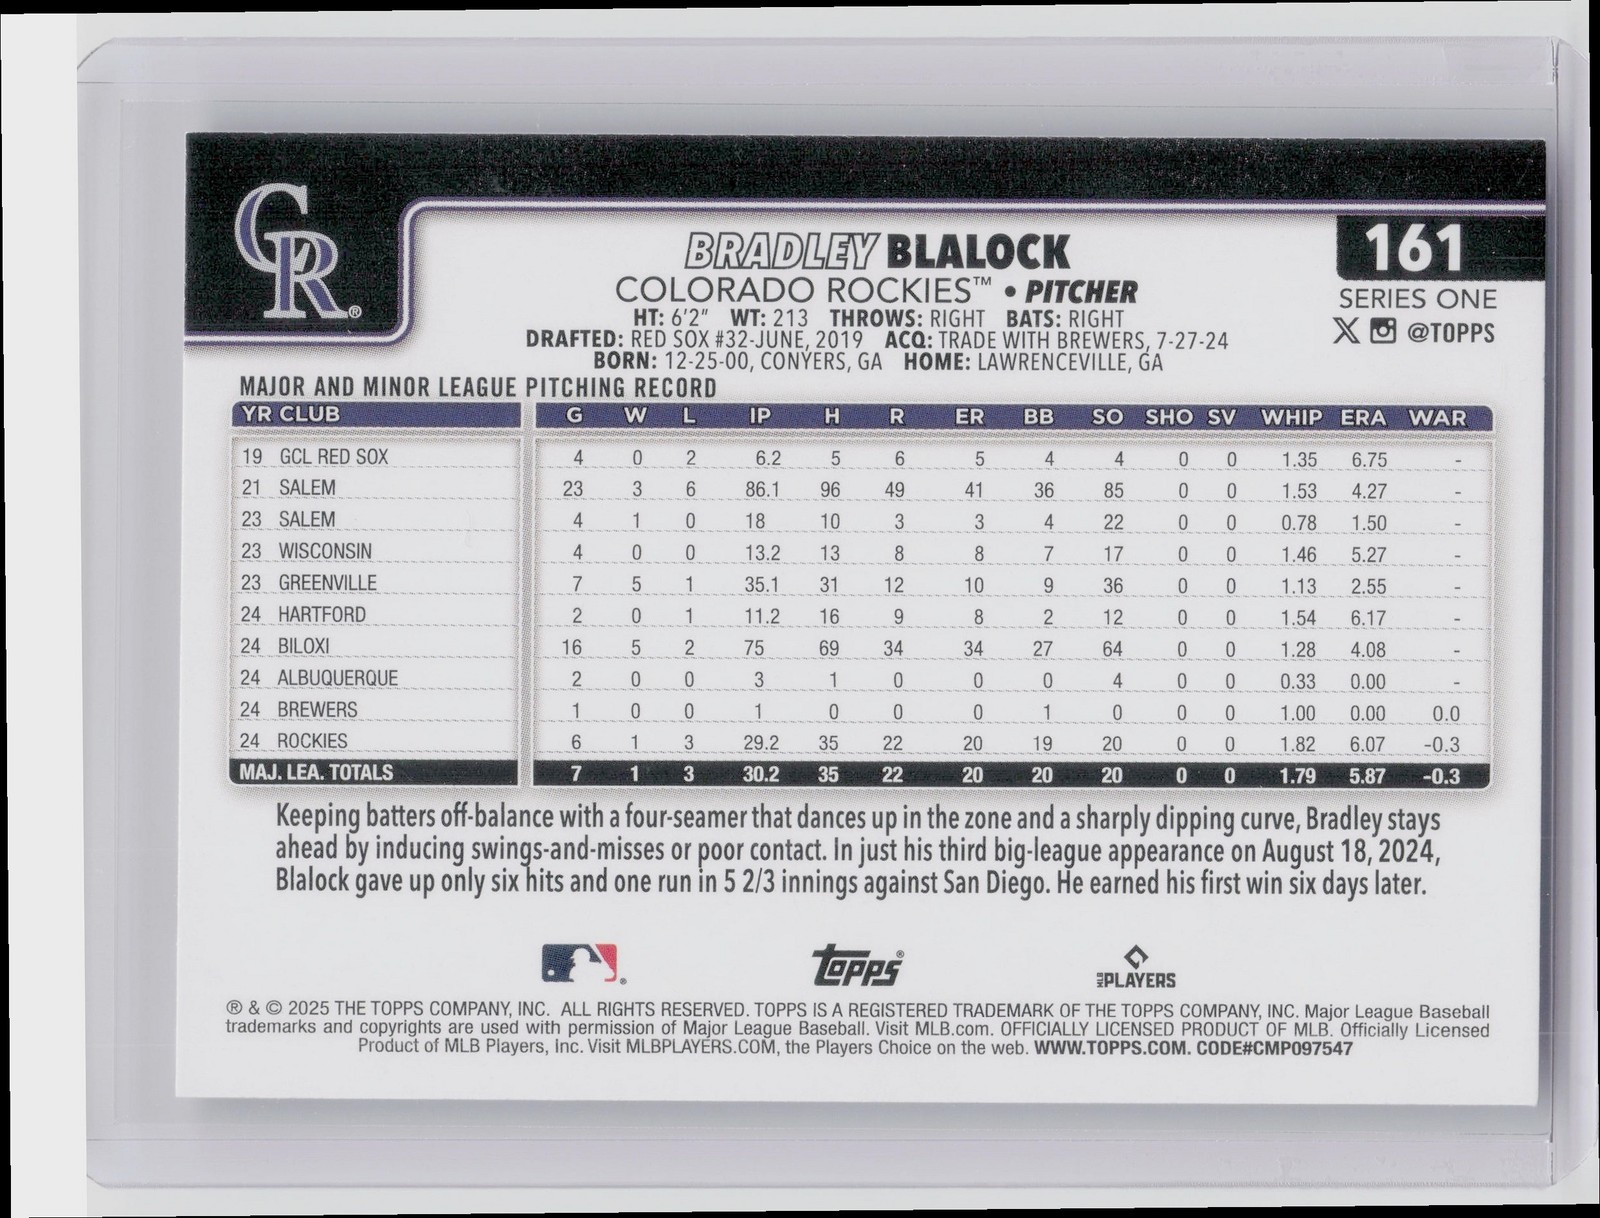 CR®
BRADLEY BLALOCK
161
COLORADO ROCKIES™ • PITCHER
SERIES ONE
HT: 6'2" WT: 213 THROWS: RIGHT BATS: RIGHT
X @TOPPS
DRAFTED: RED SOX #32-JUNE, 2019 ACQ: TRADE WITH BREWERS, 7-27-24
BORN: 12-25-00, CONYERS, GA HOME: LAWRENCEVILLE, GA
MAJOR AND MINOR LEAGUE PITCHING RECORD
YR CLUB G W L IP H R ER BB SO SHO SV WHIP ERA WAR
19 GCL RED SOX 4 0 2 6.2 5 6 5 4 4 0 0 1.35 6.75 -
21 SALEM 23 3 6 86.1 96 49 41 36 85 0 0 1.53 4.27 -
23 SALEM 4 1 0 18 10 3 3 4 22 0 0 0.78 1.50 -
23 WISCONSIN 4 0 0 13.2 13 8 8 7 17 0 0 1.46 5.27 -
23 GREENVILLE 7 5 1 35.1 31 12 10 9 36 0 0 1.13 2.55 -
24 HARTFORD 2 0 1 11.2 16 9 8 2 12 0 0 1.54 6.17 -
24 BILOXI 16 5 2 75 69 34 34 27 64 0 0 1.28 4.08 -
24 ALBUQUERQUE 2 0 0 3 1 0 0 0 4 0 0 0.33 0.00 -
24 BREWERS 1 0 0 1 0 0 0 1 0 0 0 1.00 0.00 0.0
24 ROCKIES 6 1 3 29.2 35 22 20 19 20 0 0 1.82 6.07 -0.3
MAJ. LEA. TOTALS 7 1 3 30.2 35 22 20 20 20 0 0 1.79 5.87 -0.3
Keeping batters off-balance with a four-seamer that dances up in the zone and a sharply dipping curve, Bradley stays
ahead by inducing swings-and-misses or poor contact. In just his third big-league appearance on August 18, 2024,
Blalock gave up only six hits and one run in 5 2/3 innings against San Diego. He earned his first win six days later.
® TOPPS® MLB PLAYERS
® & © 2025 THE TOPPS COMPANY, INC. ALL RIGHTS RESERVED. TOPPS IS A REGISTERED TRADEMARK OF THE TOPPS COMPANY, INC. Major League Baseball
trademarks and copyrights are used with permission of Major League Baseball. Visit MLB.com. OFFICIALLY LICENSED PRODUCT OF MLB. Officially Licensed
Product of MLB Players, Inc. Visit MLBPLAYERS.COM, the Players Choice on the web. WWW.TOPPS.COM. CODE#CMP097547